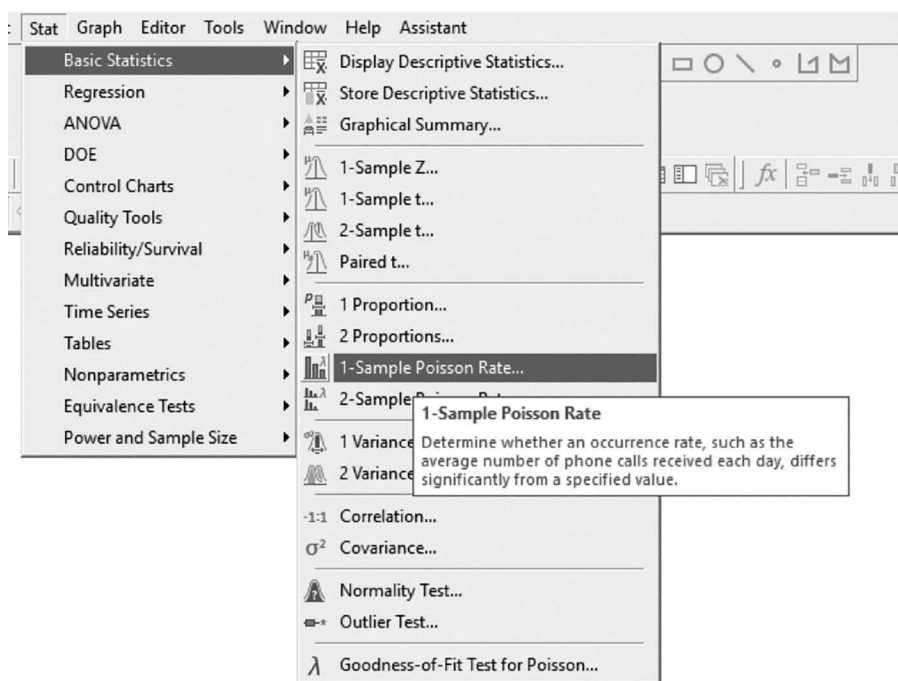 Stat Graph Editor Tools Window Help Assistant
Basic Statistics
Regression
ANOVA
DOE
Control Charts
Quality Tools
Reliability/Survival
Multivariate
Time Series
Tables
Nonparametrics
Equivalence Tests
Power and Sample Size
Display Descriptive Statistics...
Store Descriptive Statistics...
Graphical Summary...
1-Sample Z...
1-Sample t...
2-Sample t...
Paired t...
1 Proportion...
2 Proportions...
1-Sample Poisson Rate...
2-Sample
1 Variance
2 Variance
-1:1 Correlation...
σ² Covariance...
Normality Test...
Outlier Test...
λ Goodness-of-Fit Test for Poisson...
1-Sample Poisson Rate
Determine whether an occurrence rate, such as the
average number of phone calls received each day, differs
significantly from a specified value.
fx